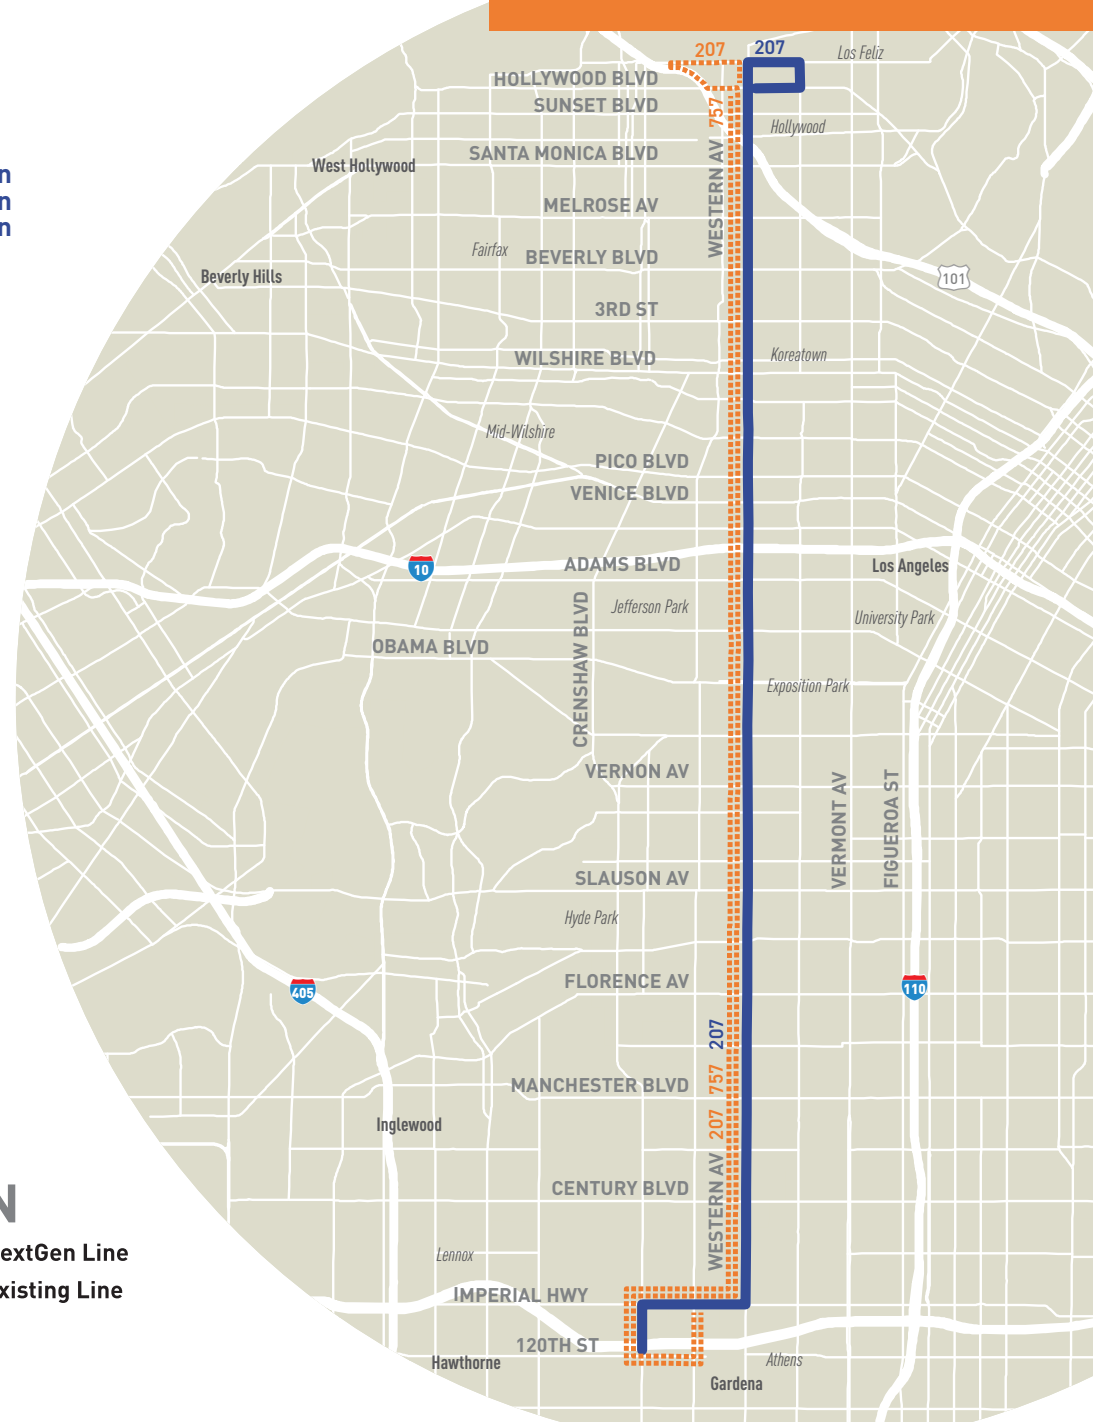 207
207
Los Feliz
HOLLYWOOD BLVD
SUNSET BLVD
757
Hollywood
SANTA MONICA BLVD
West Hollywood
n
n
n
MELROSE AV
WESTERN AV
Fairfax
BEVERLY BLVD
Beverly Hills
101
3RD ST
WILSHIRE BLVD
Koreatown
Mid-Wilshire
PICO BLVD
VENICE BLVD
10
ADAMS BLVD
Los Angeles
Jefferson Park
University Park
OBAMA BLVD
CRENSHAW BLVD
Exposition Park
VERNON AV
VERMONT AV
FIGUEROA ST
SLAUSON AV
Hyde Park
FLORENCE AV
405
110
207
757
207
MANCHESTER BLVD
Inglewood
CENTURY BLVD
WESTERN AV
N
extGen Line
xisting Line
Lennox
IMPERIAL HWY
120TH ST
Hawthorne
Athens
Gardena